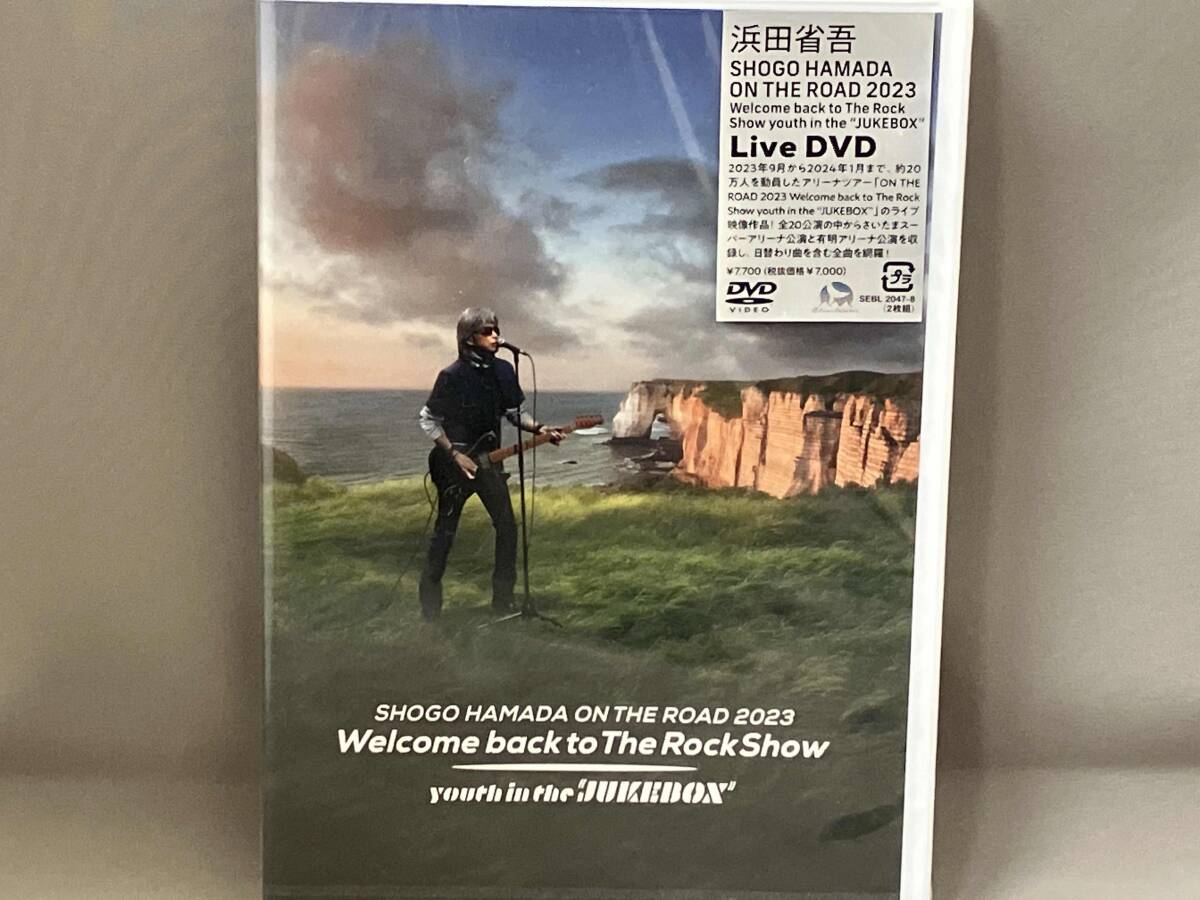 浜田省吾
SHOGO HAMADA
ON THE ROAD 2023
Welcome back to The Rock
Show youth in the "JUKEBOX"
Live DVD
2023年9月から2024年1月まで、約20
万人を動員したアリーナツアー「ON THE
ROAD 2023 Welcome back to The Rock
Show youth in the "JUKEBOX"」のライブ
映像作品！全20公演の中からさいたまスー
パーアリーナ公演と有明アリーナ公演を収
録し、日替わり曲を含む全曲を網羅！
¥7,700（税抜価格¥7,000）
DVD
VIDEO
プラ
SEBL 2047-8
（2枚組）
SHOGO HAMADA ON THE ROAD 2023
Welcome back to The Rock Show
youth in the "JUKEBOX"